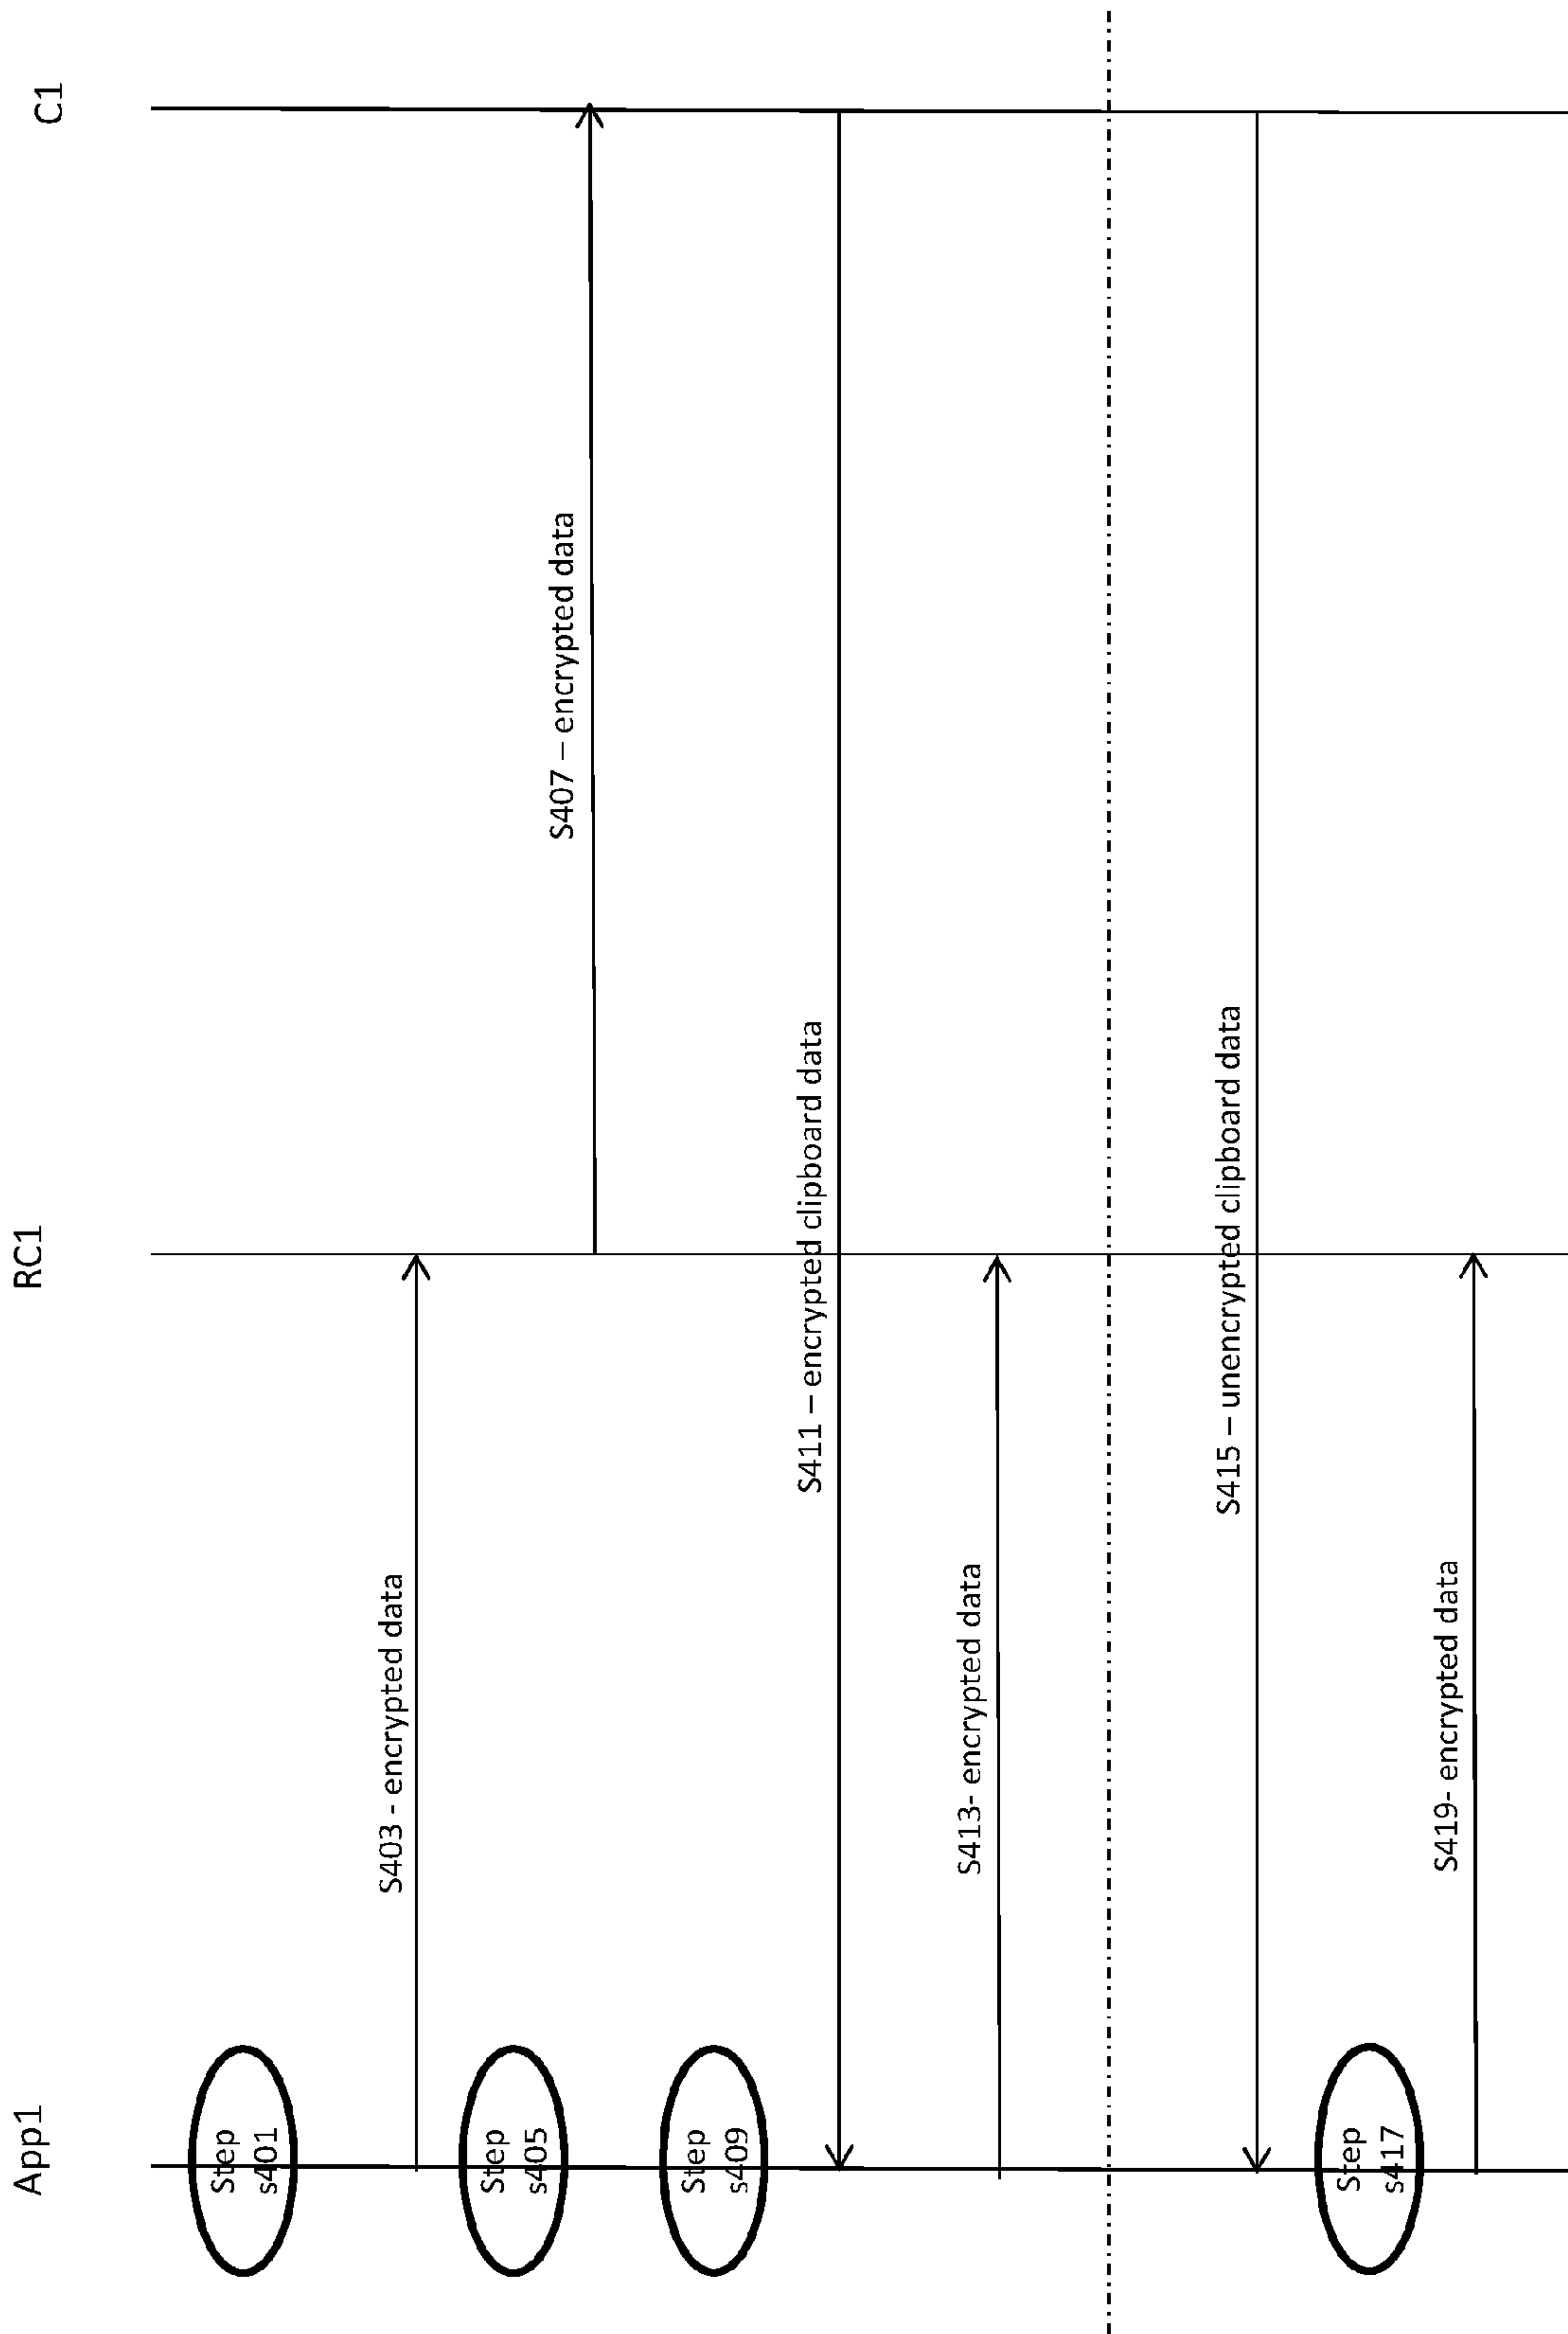 App1
RC1
C1
Step
s401
S403 - encrypted data
Step
s405
S407 – encrypted data
Step
s409
S411 – encrypted clipboard data
S413- encrypted data
S415 – unencrypted clipboard data
Step
s417
S419- encrypted data